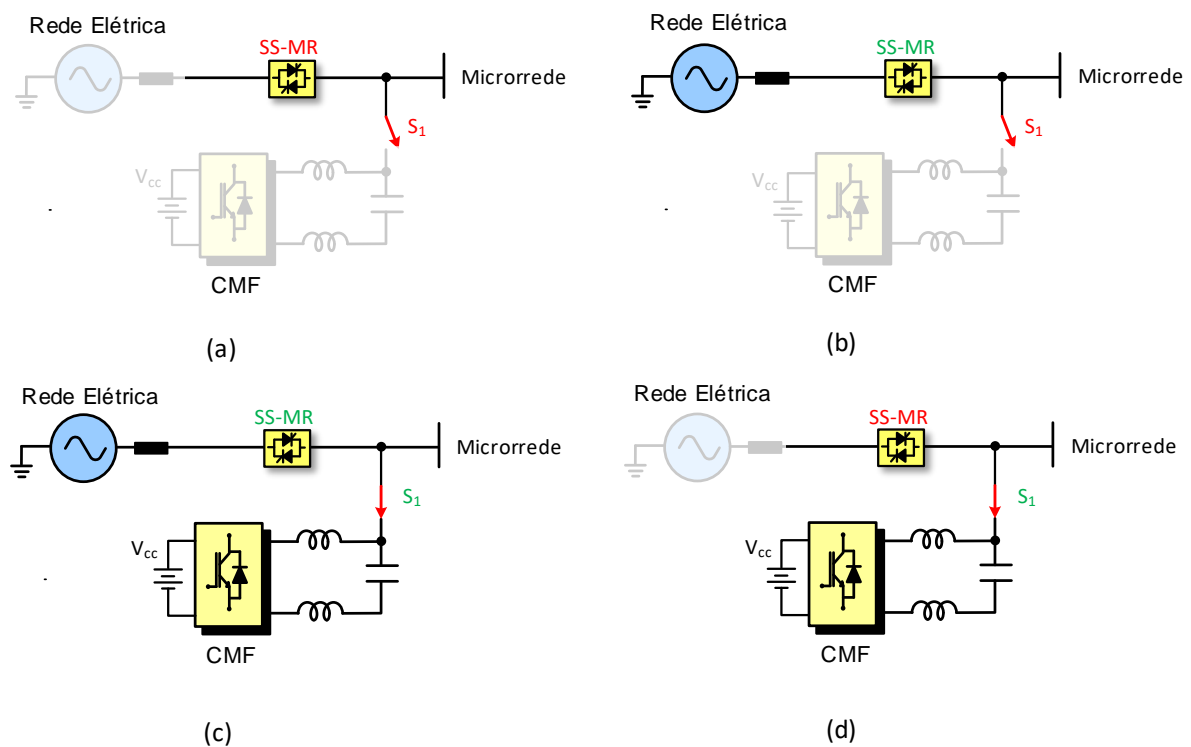 Rede Elétrica
SS-MR
Microrrede
S₁
Vcc
CMF
(a)
Rede Elétrica
SS-MR
Microrrede
S₁
Vcc
CMF
(b)
Rede Elétrica
SS-MR
Microrrede
S₁
Vcc
CMF
(c)
Rede Elétrica
SS-MR
Microrrede
S₁
Vcc
CMF
(d)